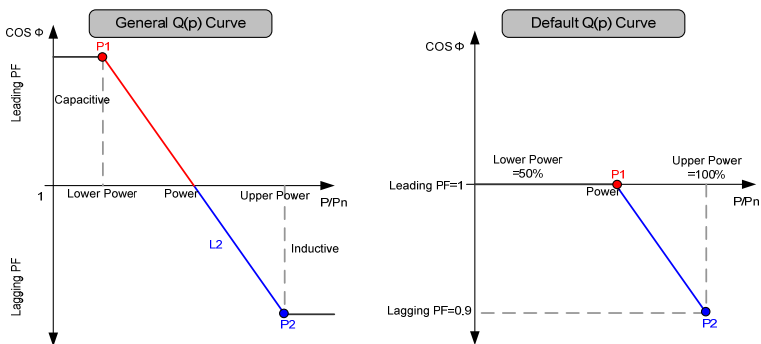 General Q(p) Curve
COS Φ
P1
Leading PF
Capacitive
1
Lower Power
Power
Upper Power
P/Pn
L2
Inductive
Lagging PF
P2
Default Q(p) Curve
COS Φ
Lower Power
=50%
Upper Power
=100%
P1
Leading PF=1
Power
P/Pn
Lagging PF=0.9
P2